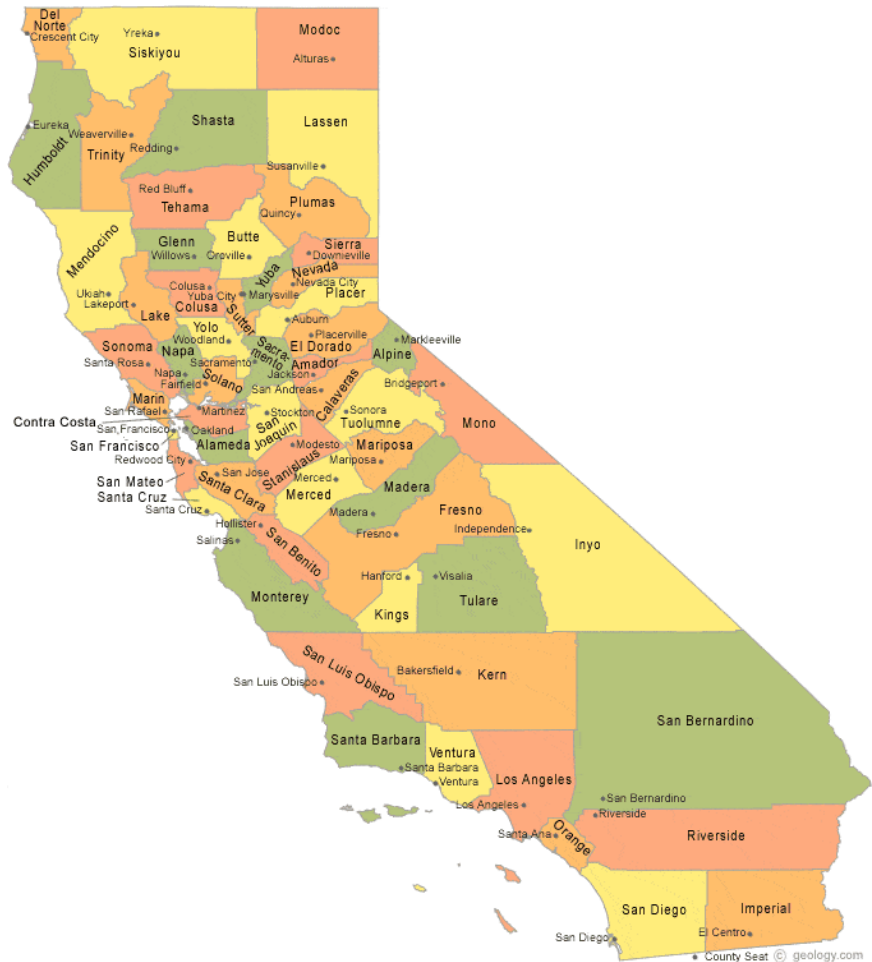 Del
Norte
Crescent City
Yreka
Siskiyou
Modoc
Alturas
Eureka
Humboldt
Weaverville
Trinity
Shasta
Redding
Lassen
Susanville
Red Bluff
Tehama
Plumas
Quincy
Mendocino
Ukiah
Lakeport
Lake
Glenn
Willows
Butte
Oroville
Sierra
Downieville
Nevada
Nevada City
Yuba
Marysville
Colusa
Colusa
Yuba City
Sutter
Placer
Auburn
Sonoma
Santa Rosa
Napa
Napa
Yolo
Woodland
Sacramento
Sacra-
mento
El Dorado
Placerville
Amador
Jackson
Alpine
Markleeville
Solano
Fairfield
Marin
San Rafael
Contra Costa
Martinez
San Francisco
San Francisco
Oakland
Alameda
Stockton
San
Joaquin
San Andreas
Calaveras
Sonora
Tuolumne
Bridgeport
Mono
Redwood City
San Mateo
Santa Cruz
Santa Cruz
San Jose
Santa Clara
Modesto
Stanislaus
Merced
Merced
Mariposa
Mariposa
Madera
Madera
Fresno
Fresno
Independence
Inyo
Hollister
San Benito
Salinas
Monterey
Hanford
Kings
Visalia
Tulare
San Luis Obispo
San Luis Obispo
Bakersfield
Kern
San Bernardino
San Bernardino
Santa Barbara
Santa Barbara
Ventura
Ventura
Los Angeles
Los Angeles
Santa Ana
Orange
Riverside
Riverside
San Diego
San Diego
Imperial
El Centro
County Seat © geology.com